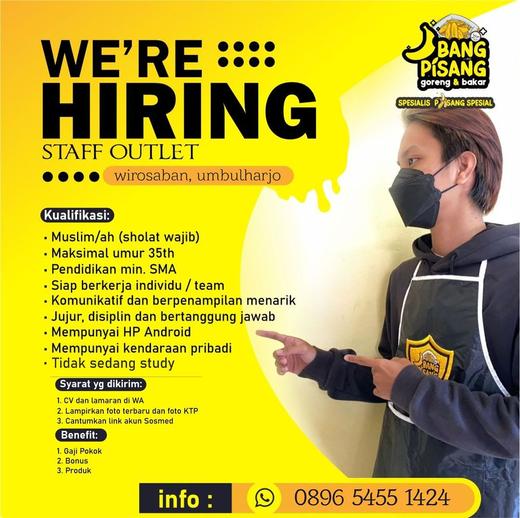 BANG
PISANG
goreng & bakar
SPESIALIS PISANG SPESIAL
WE'RE
HIRING
STAFF OUTLET
wirosaban, umbulharjo
Kualifikasi:
• Muslim/ah (sholat wajib)
• Maksimal umur 35th
• Pendidikan min. SMA
• Siap berkerja individu / team
• Komunikatif dan berpenampilan menarik
• Jujur, disiplin dan bertanggung jawab
• Mempunyai HP Android
• Mempunyai kendaraan pribadi
• Tidak sedang study
Syarat yg dikirim:
1. CV dan lamaran di WA
2. Lampirkan foto terbaru dan foto KTP
3. Cantumkan link akun Sosmed
Benefit:
1. Gaji Pokok
2. Bonus
3. Produk
BANG
info :
0896 5455 1424